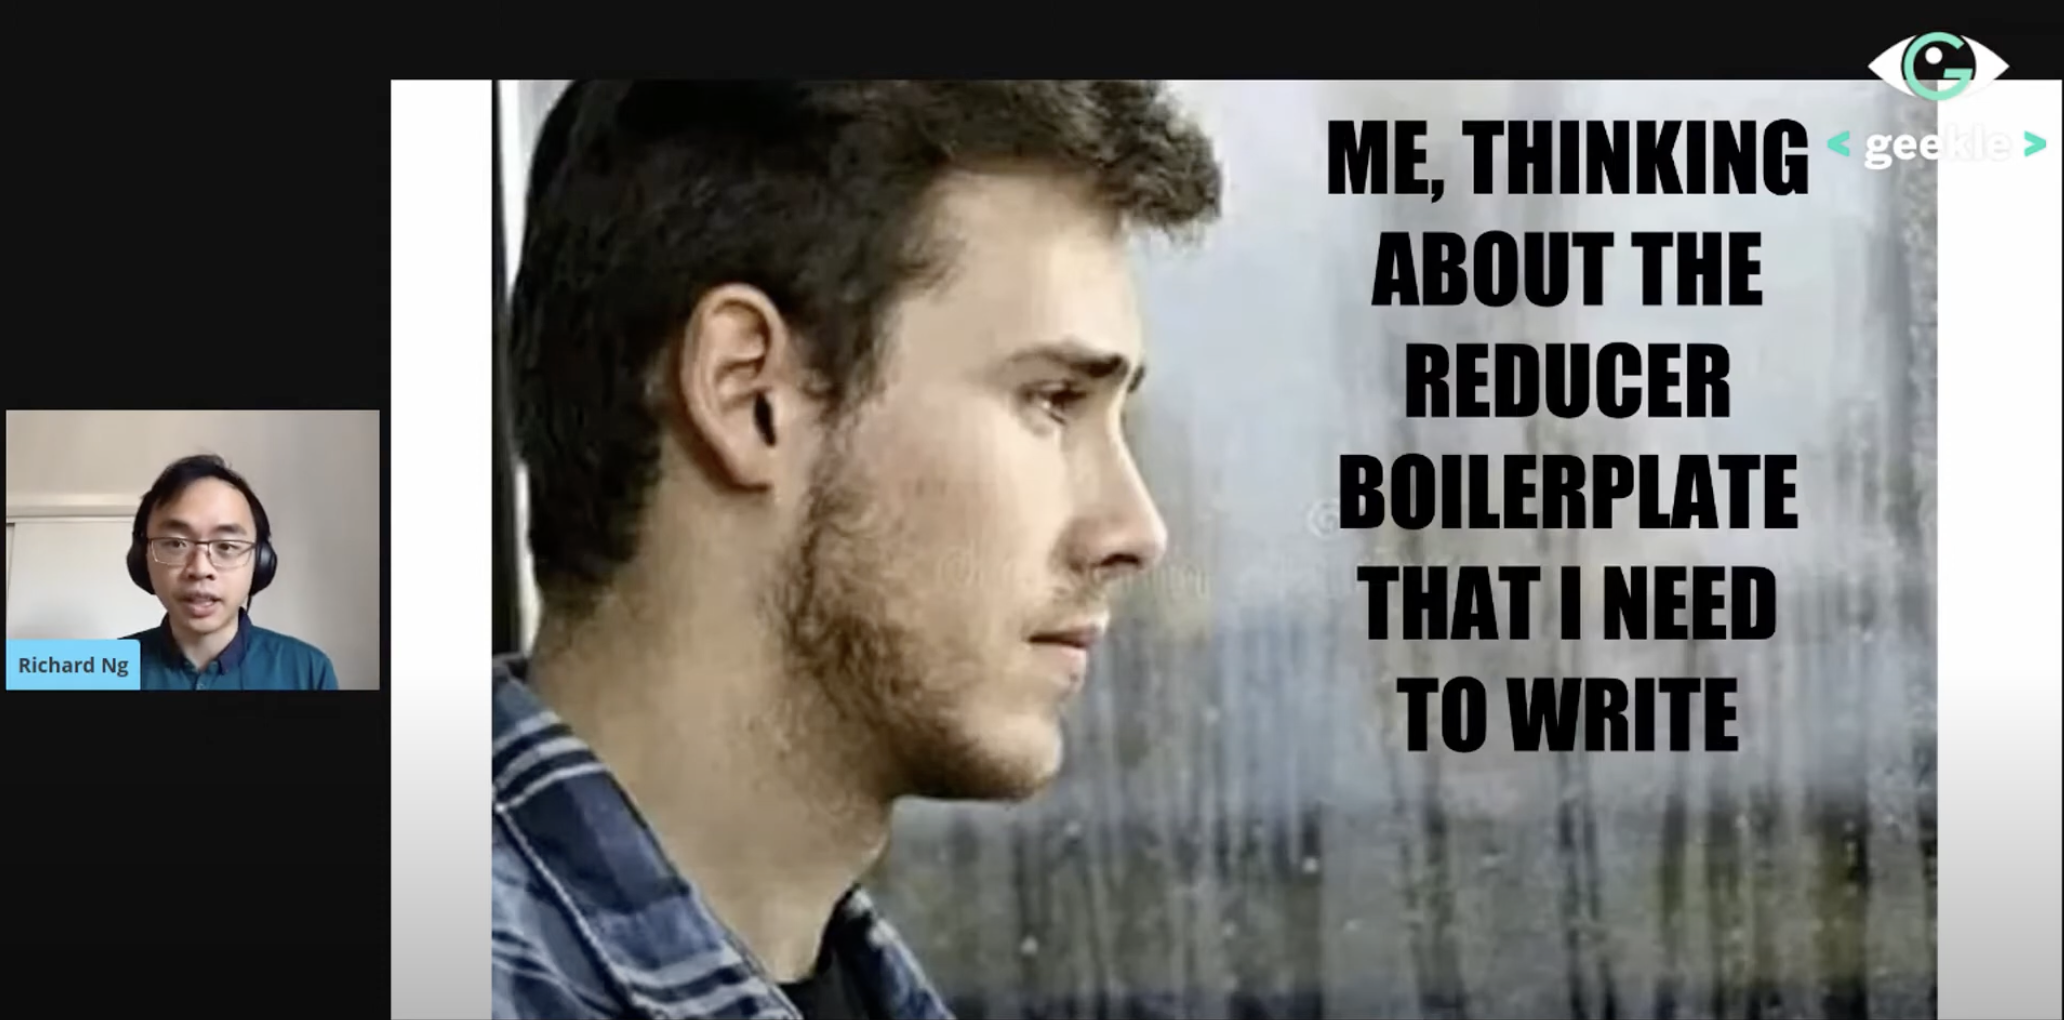 ME, THINKING
ABOUT THE
REDUCER
BOILERPLATE
THAT I NEED
TO WRITE
< geekle >
Richard Ng